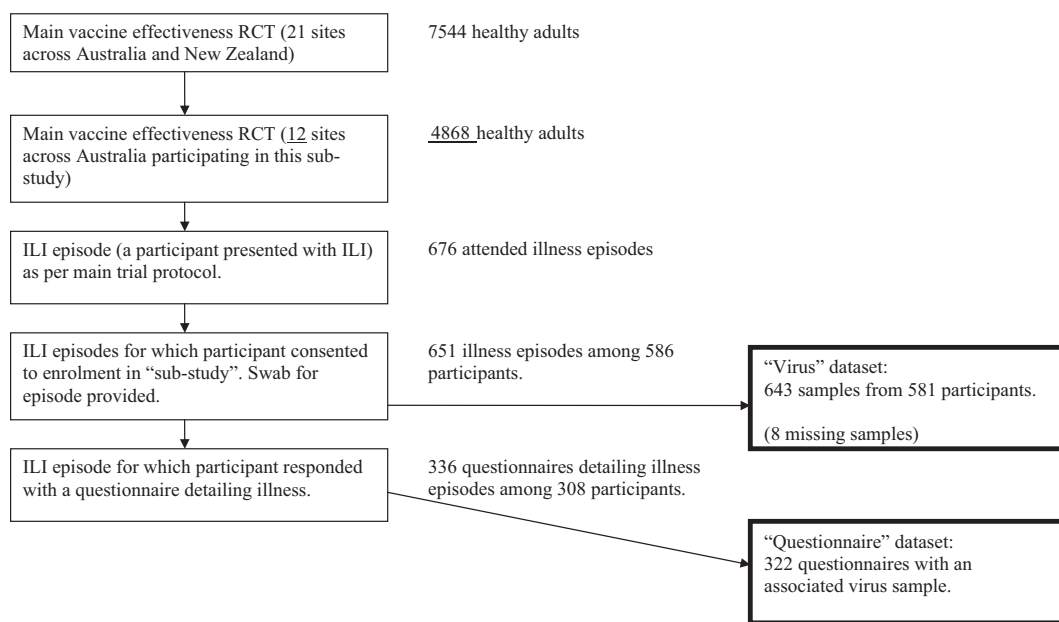 Main vaccine effectiveness RCT (21 sites
across Australia and New Zealand)
7544 healthy adults
Main vaccine effectiveness RCT (12 sites
across Australia participating in this sub-
study)
4868 healthy adults
ILI episode (a participant presented with ILI)
as per main trial protocol.
676 attended illness episodes
ILI episodes for which participant consented
to enrolment in “sub-study”. Swab for
episode provided.
651 illness episodes among 586
participants.
“Virus” dataset:
643 samples from 581 participants.
(8 missing samples)
ILI episode for which participant responded
with a questionnaire detailing illness.
336 questionnaires detailing illness
episodes among 308 participants.
“Questionnaire” dataset:
322 questionnaires with an
associated virus sample.